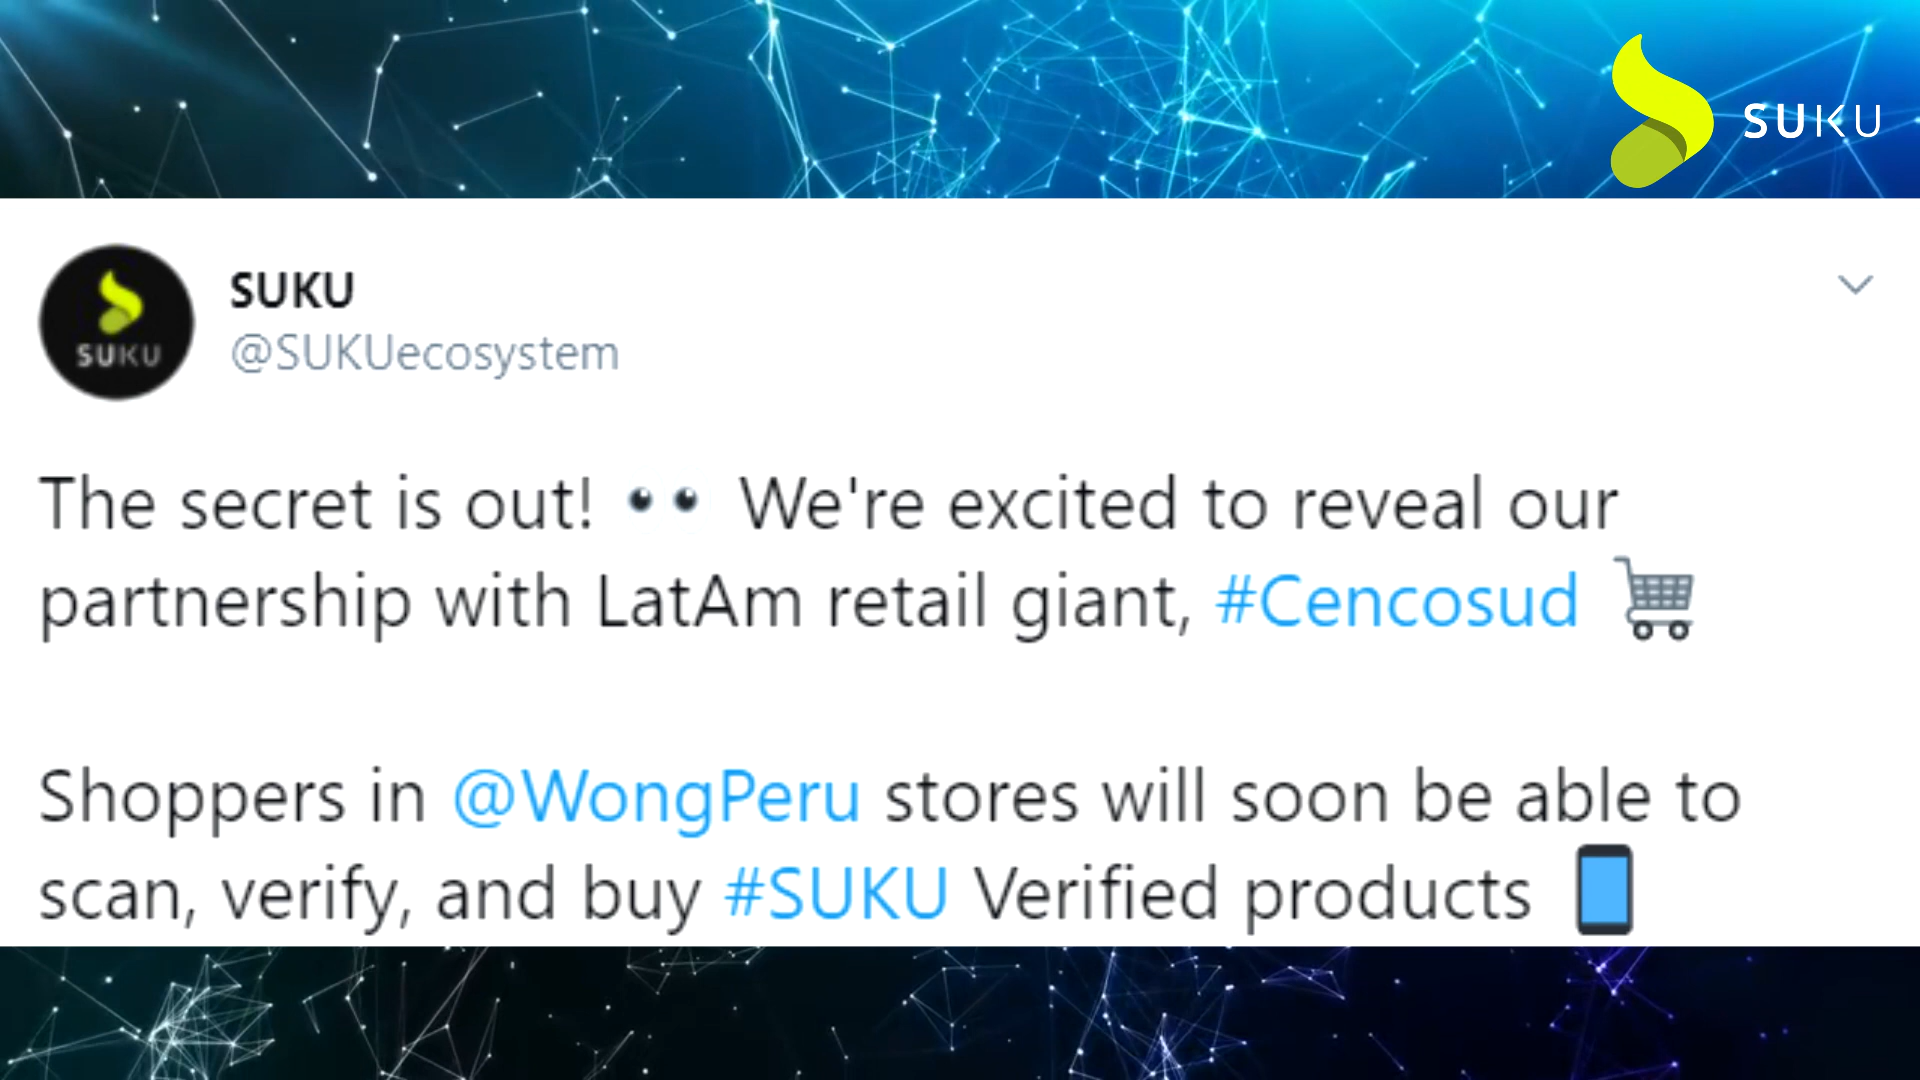 SUKU
SUKU
SUKU
@SUKUecosystem
The secret is out! 👀 We're excited to reveal our
partnership with LatAm retail giant, #Cencosud 🛒
Shoppers in @WongPeru stores will soon be able to
scan, verify, and buy #SUKU Verified products 📱